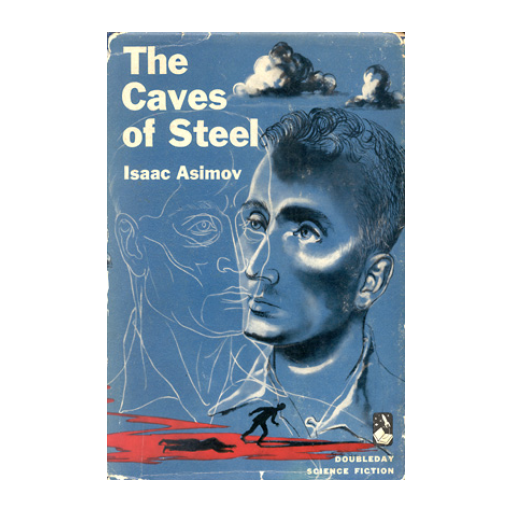 The
Caves
of Steel
Isaac Asimov
DOUBLEDAY
SCIENCE FICTION